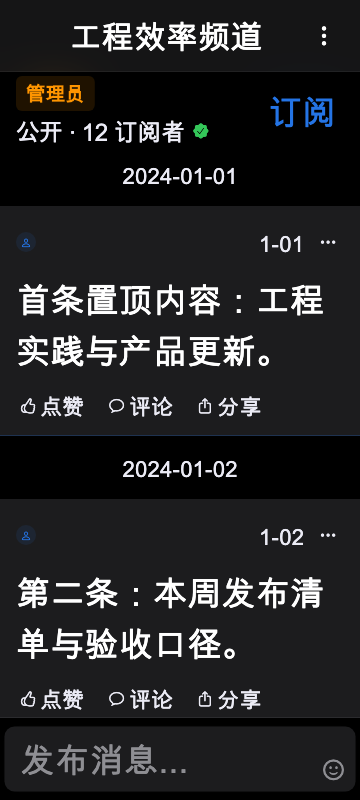 工程效率频道
管理员
公开 · 12 订阅者
订阅
2024-01-01
1-01
首条置顶内容：工程
实践与产品更新。
点赞 评论 分享
2024-01-02
1-02
第二条：本周发布清
单与验收口径。
点赞 评论 分享
发布消息...